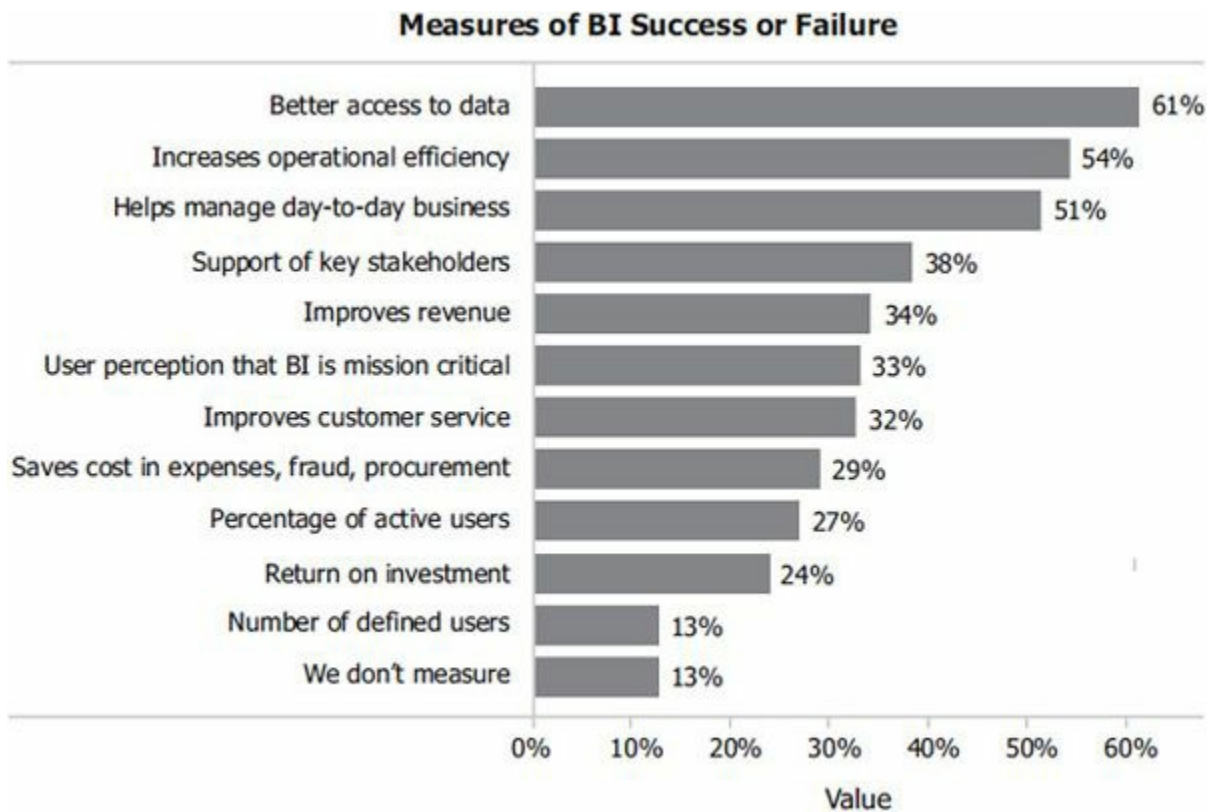 Measures of BI Success or Failure
Better access to data 61%
Increases operational efficiency 54%
Helps manage day-to-day business 51%
Support of key stakeholders 38%
Improves revenue 34%
User perception that BI is mission critical 33%
Improves customer service 32%
Saves cost in expenses, fraud, procurement 29%
Percentage of active users 27%
Return on investment 24%
Number of defined users 13%
We don’t measure 13%
0% 10% 20% 30% 40% 50% 60%
Value